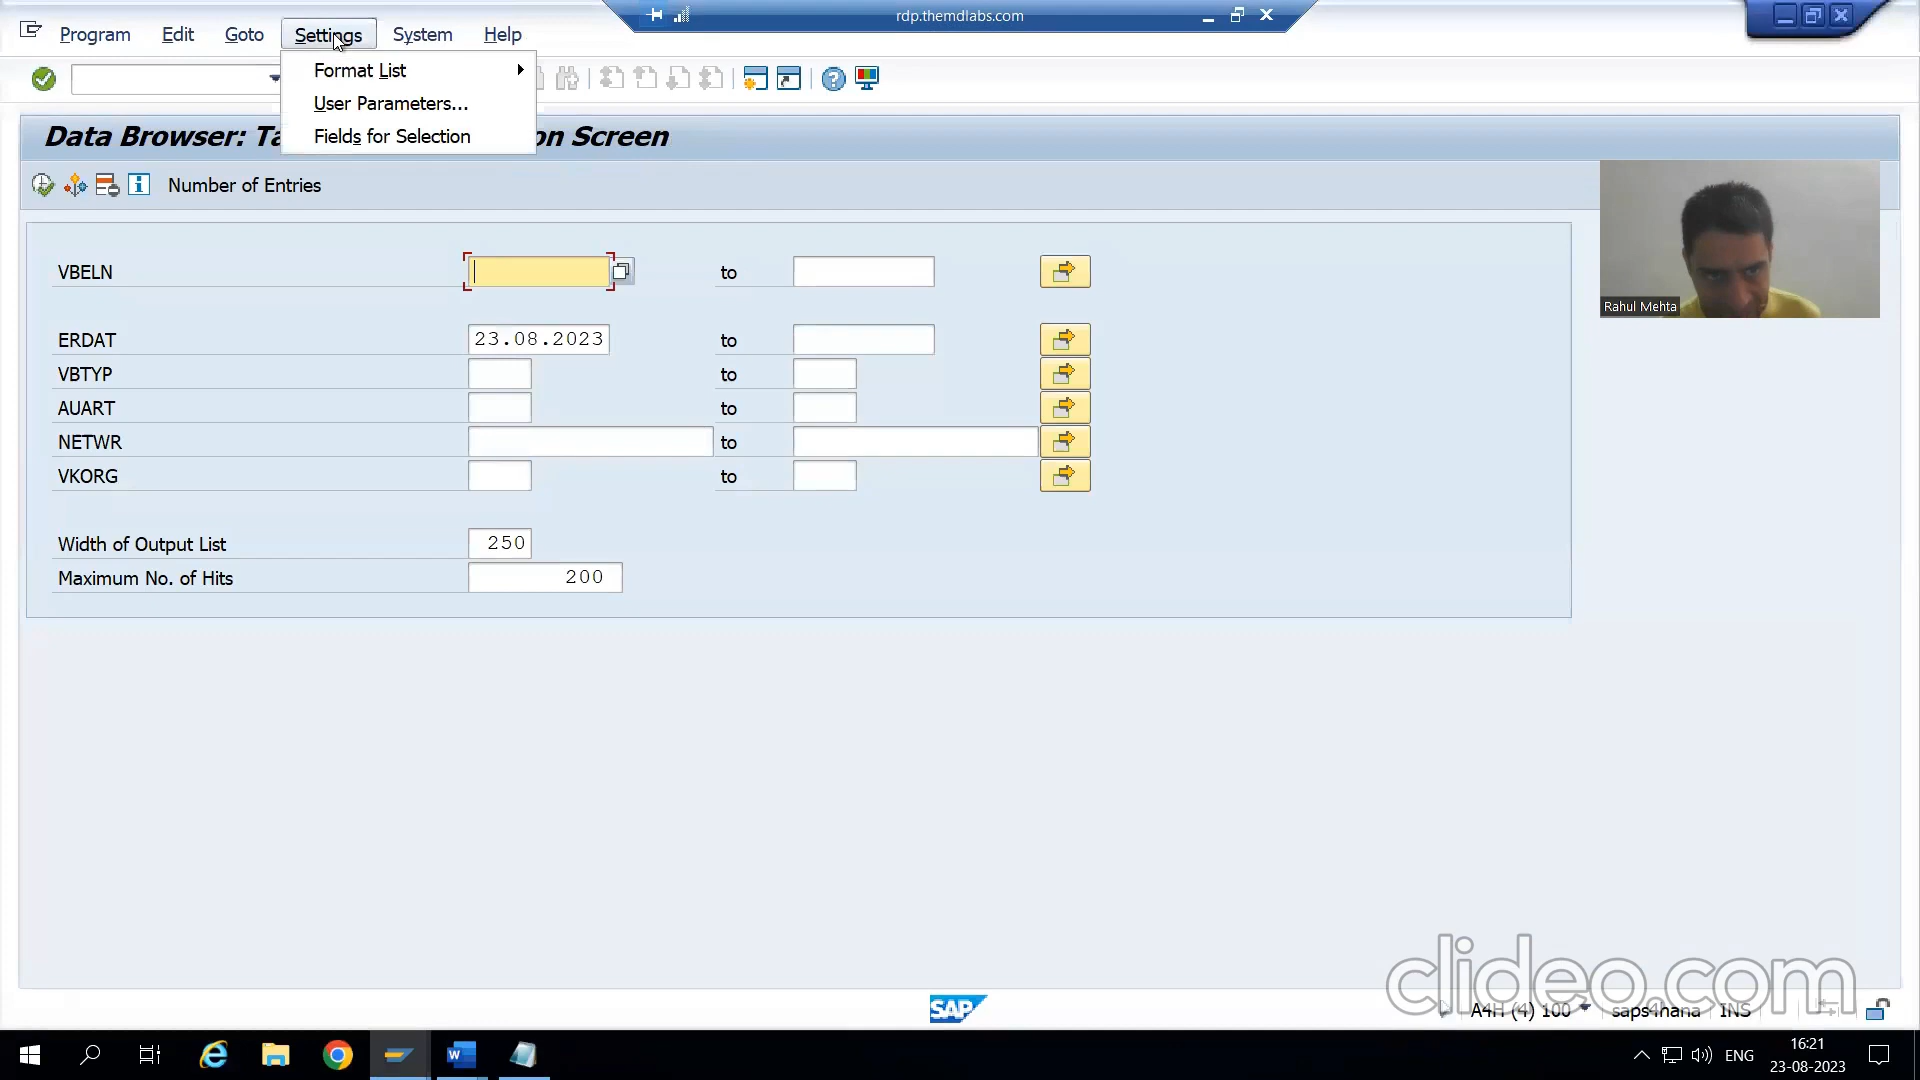 rdp.themdlabs.com
Program Edit Goto Settings System Help
Format List
User Parameters...
Fields for Selection
Data Browser: Ta on Screen
Number of Entries
Rahul Mehta
VBELN to
ERDAT 23.08.2023 to
VBTYP to
AUART to
NETWR to
VKORG to
Width of Output List 250
Maximum No. of Hits 200
clideo.com
SAP
A4H (4) 100 saps4hana INS
ENG
16:21
23-08-2023